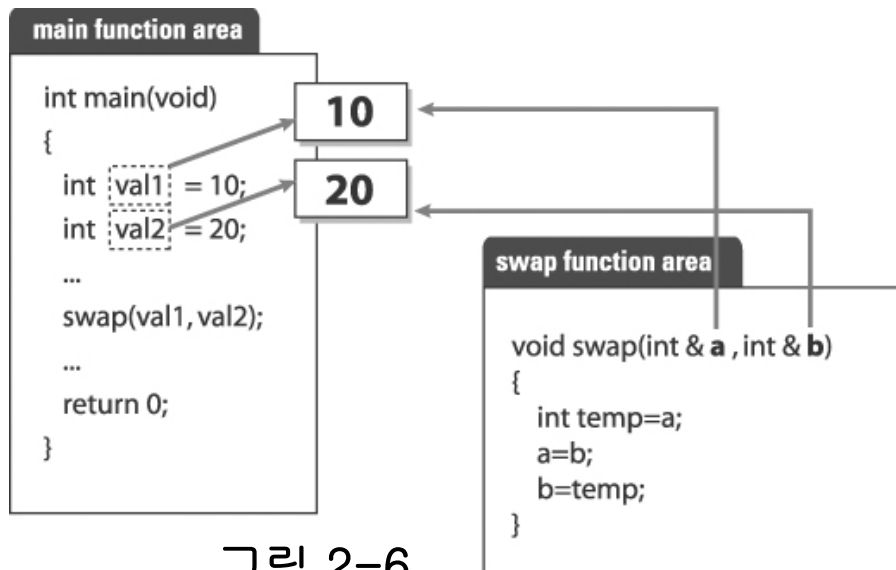 main function area
int main(void)
{
int val1 = 10;
int val2 = 20;
...
swap(val1, val2);
...
return 0;
}
10
20
swap function area
void swap(int & a , int & b)
{
int temp=a;
a=b;
b=temp;
}
그림 2-6